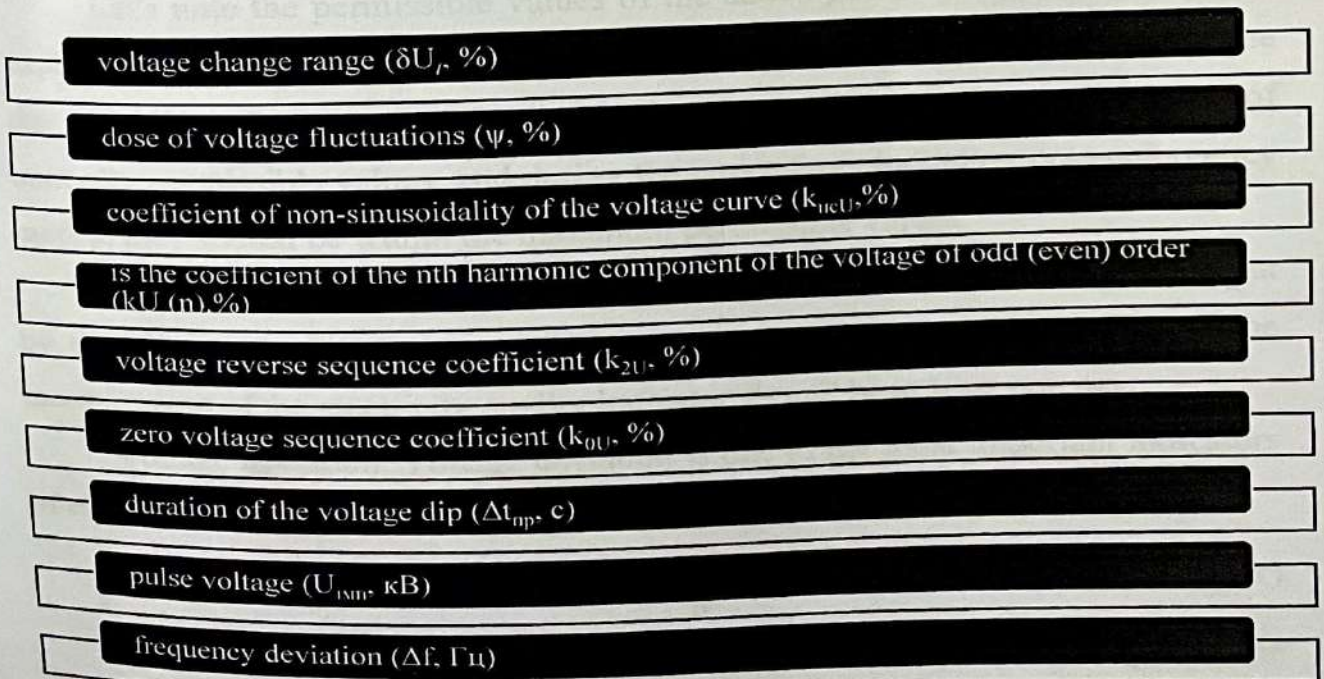 voltage change range (δUₜ, %)
dose of voltage fluctuations (ψ, %)
coefficient of non-sinusoidality of the voltage curve (kₙcU,%)
is the coefficient of the nth harmonic component of the voltage of odd (even) order
(kU (n),%)
voltage reverse sequence coefficient (k₂U, %)
zero voltage sequence coefficient (k₀U, %)
duration of the voltage dip (Δtпр, c)
pulse voltage (Uимп, кВ)
frequency deviation (Δf, Гц)